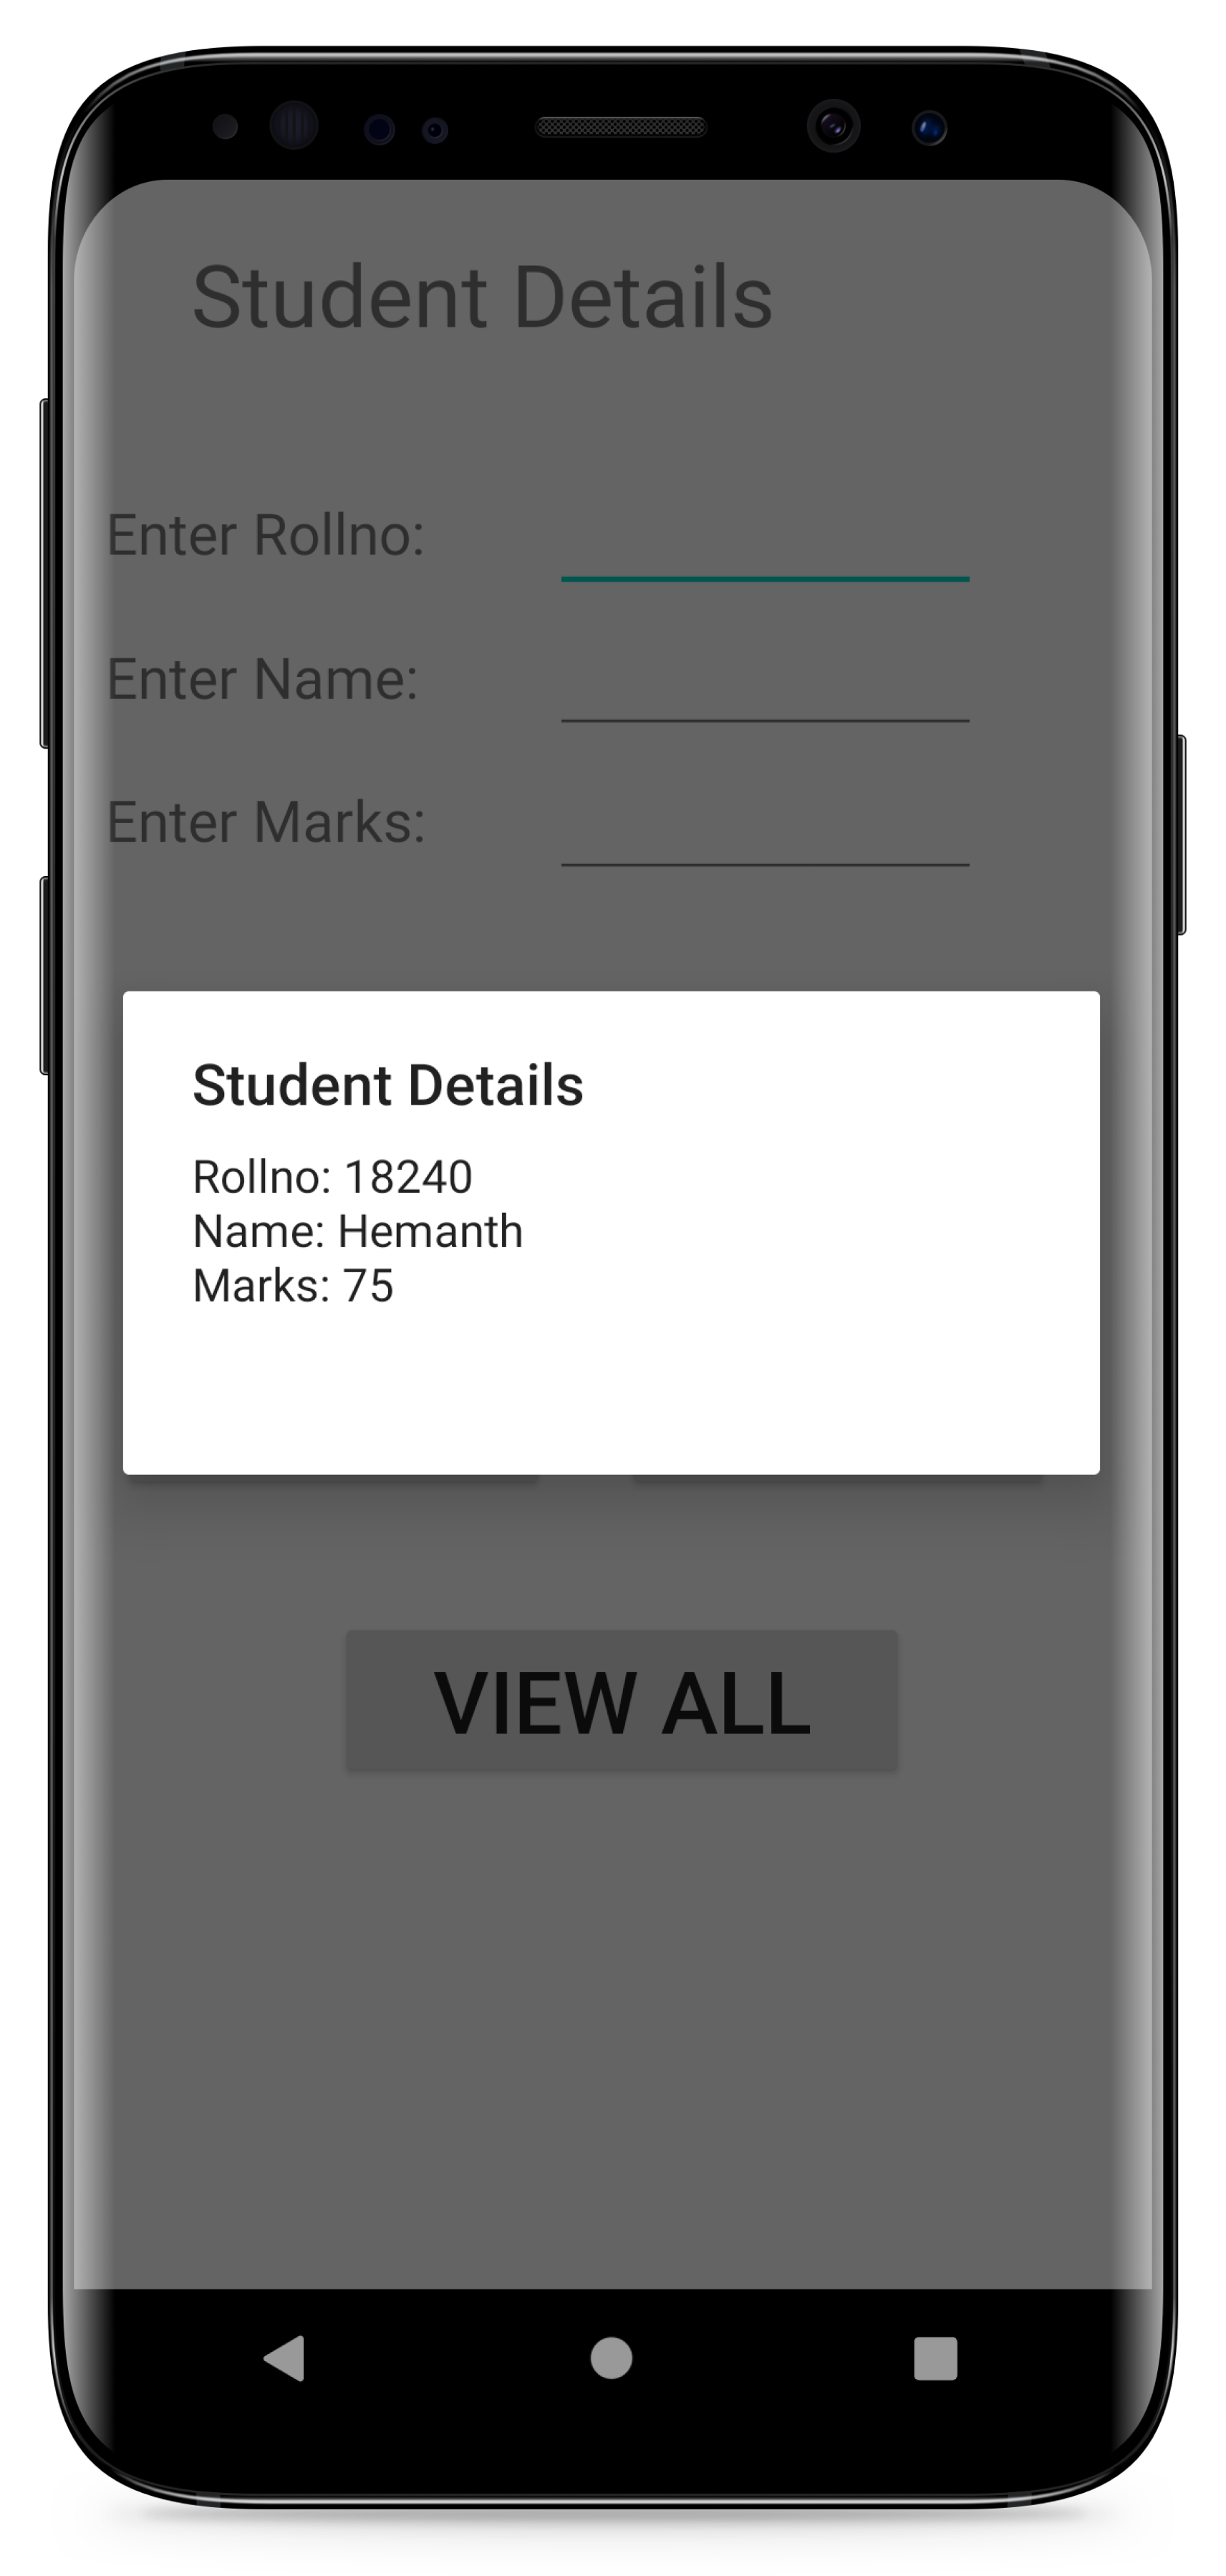 Student Details
Enter Rollno:
Enter Name:
Enter Marks:
Student Details
Rollno: 18240
Name: Hemanth
Marks: 75
VIEW ALL